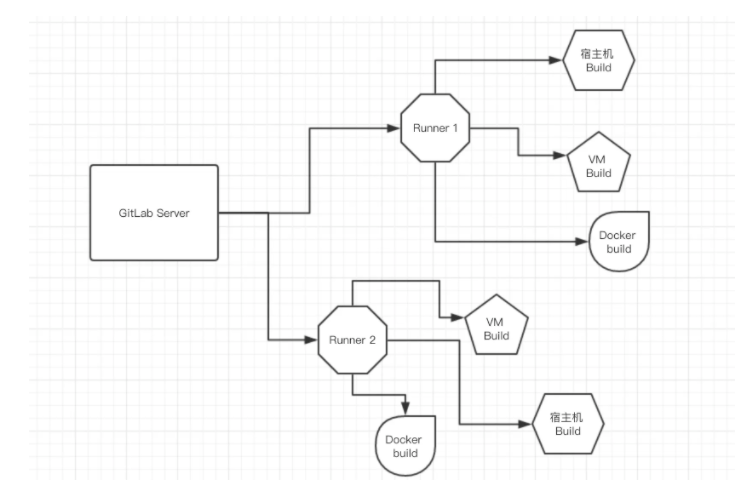 宿主机
Build
Runner 1
VM
Build
GitLab Server
Docker
build
VM
Build
Runner 2
宿主机
Build
Docker
build